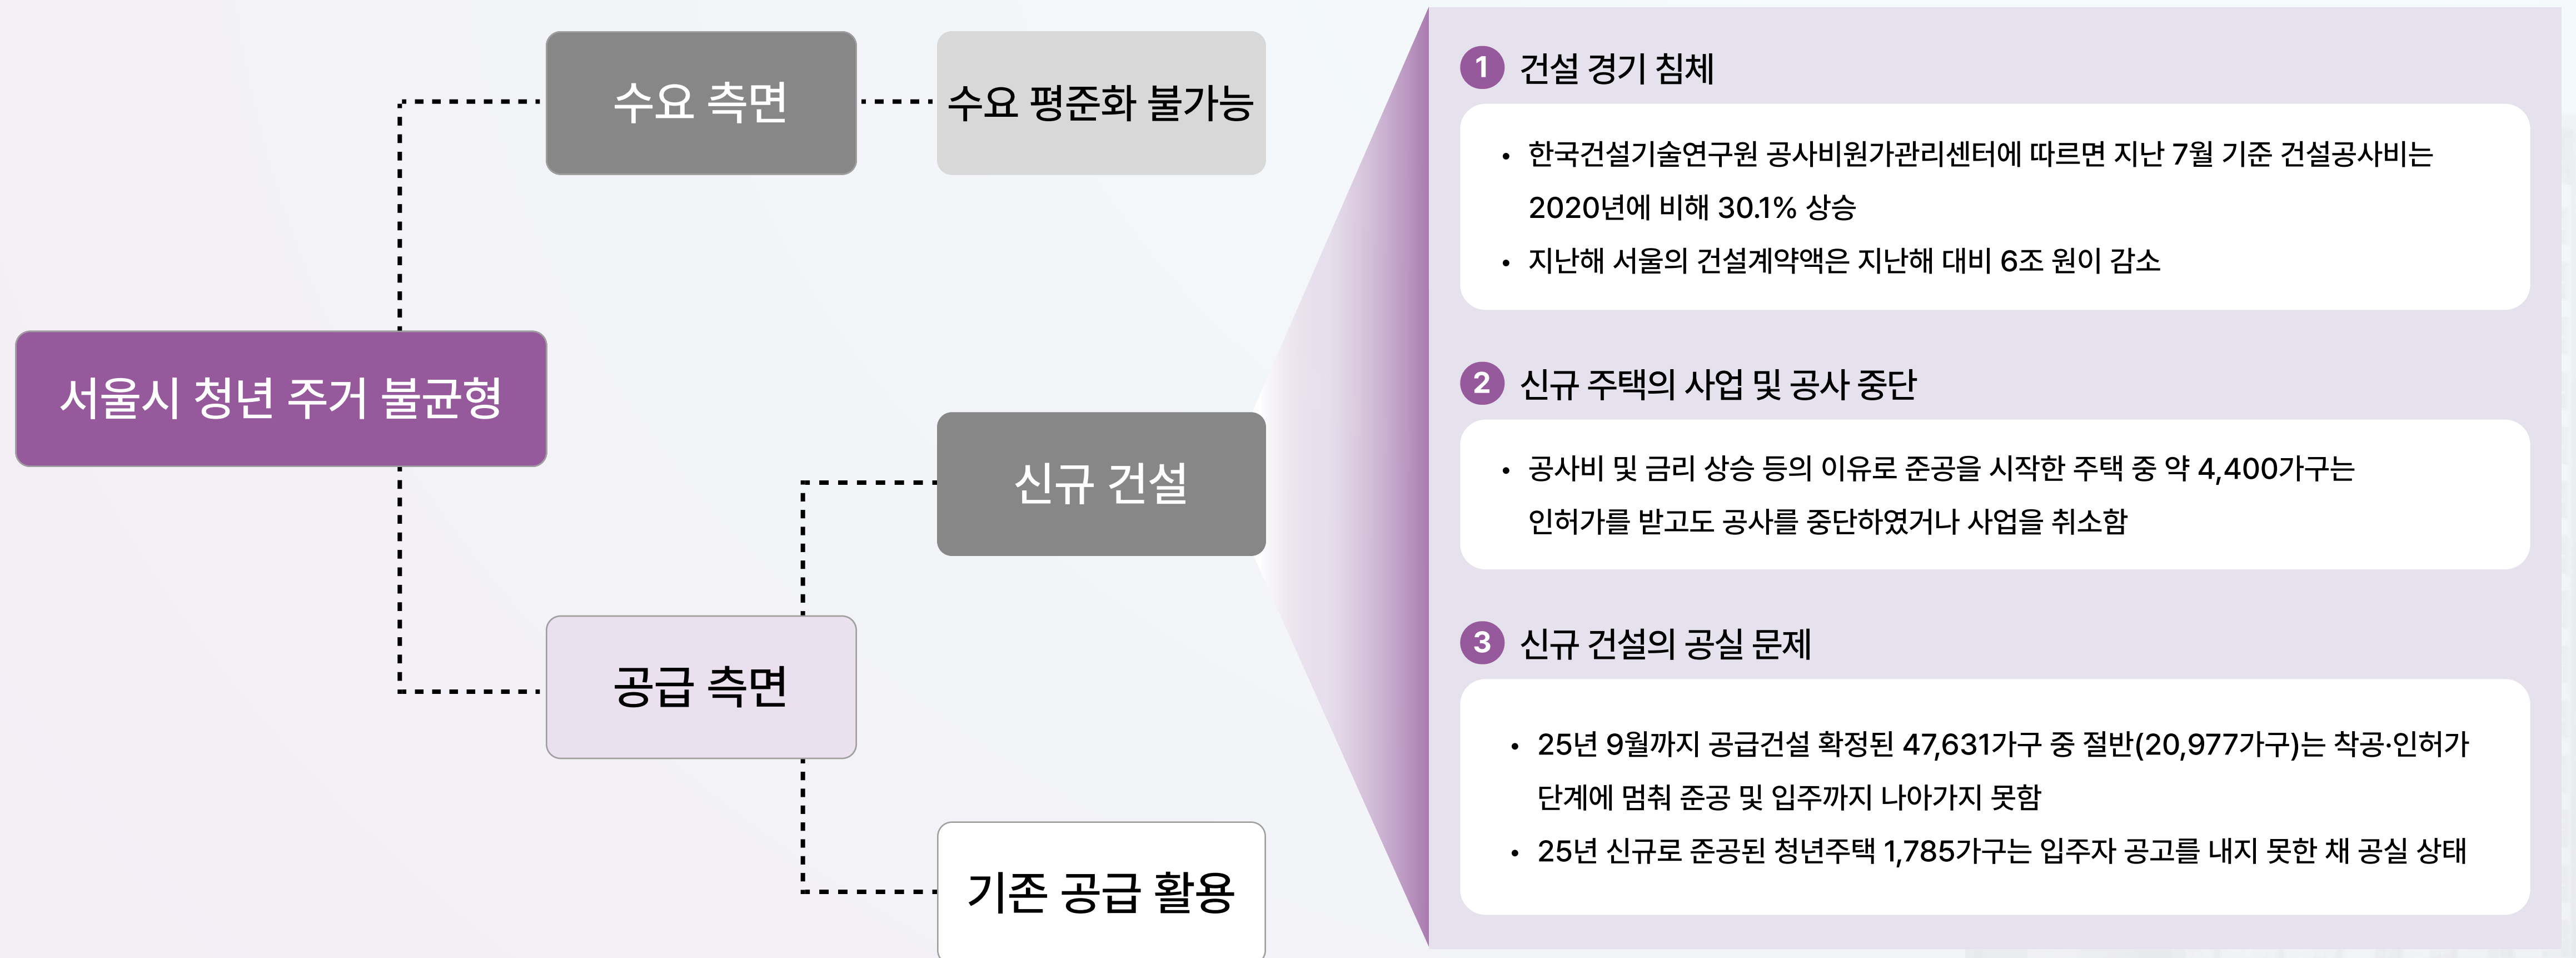 수요 측면
수요 평준화 불가능
서울시 청년 주거 불균형
신규 건설
공급 측면
기존 공급 활용
1 건설 경기 침체
• 한국건설기술연구원 공사비원가관리센터에 따르면 지난 7월 기준 건설공사비는
2020년에 비해 30.1% 상승
• 지난해 서울의 건설계약액은 지난해 대비 6조 원이 감소
2 신규 주택의 사업 및 공사 중단
• 공사비 및 금리 상승 등의 이유로 준공을 시작한 주택 중 약 4,400가구는
인허가를 받고도 공사를 중단하였거나 사업을 취소함
3 신규 건설의 공실 문제
• 25년 9월까지 공급건설 확정된 47,631가구 중 절반(20,977가구)는 착공·인허가
단계에 멈춰 준공 및 입주까지 나아가지 못함
• 25년 신규로 준공된 청년주택 1,785가구는 입주자 공고를 내지 못한 채 공실 상태